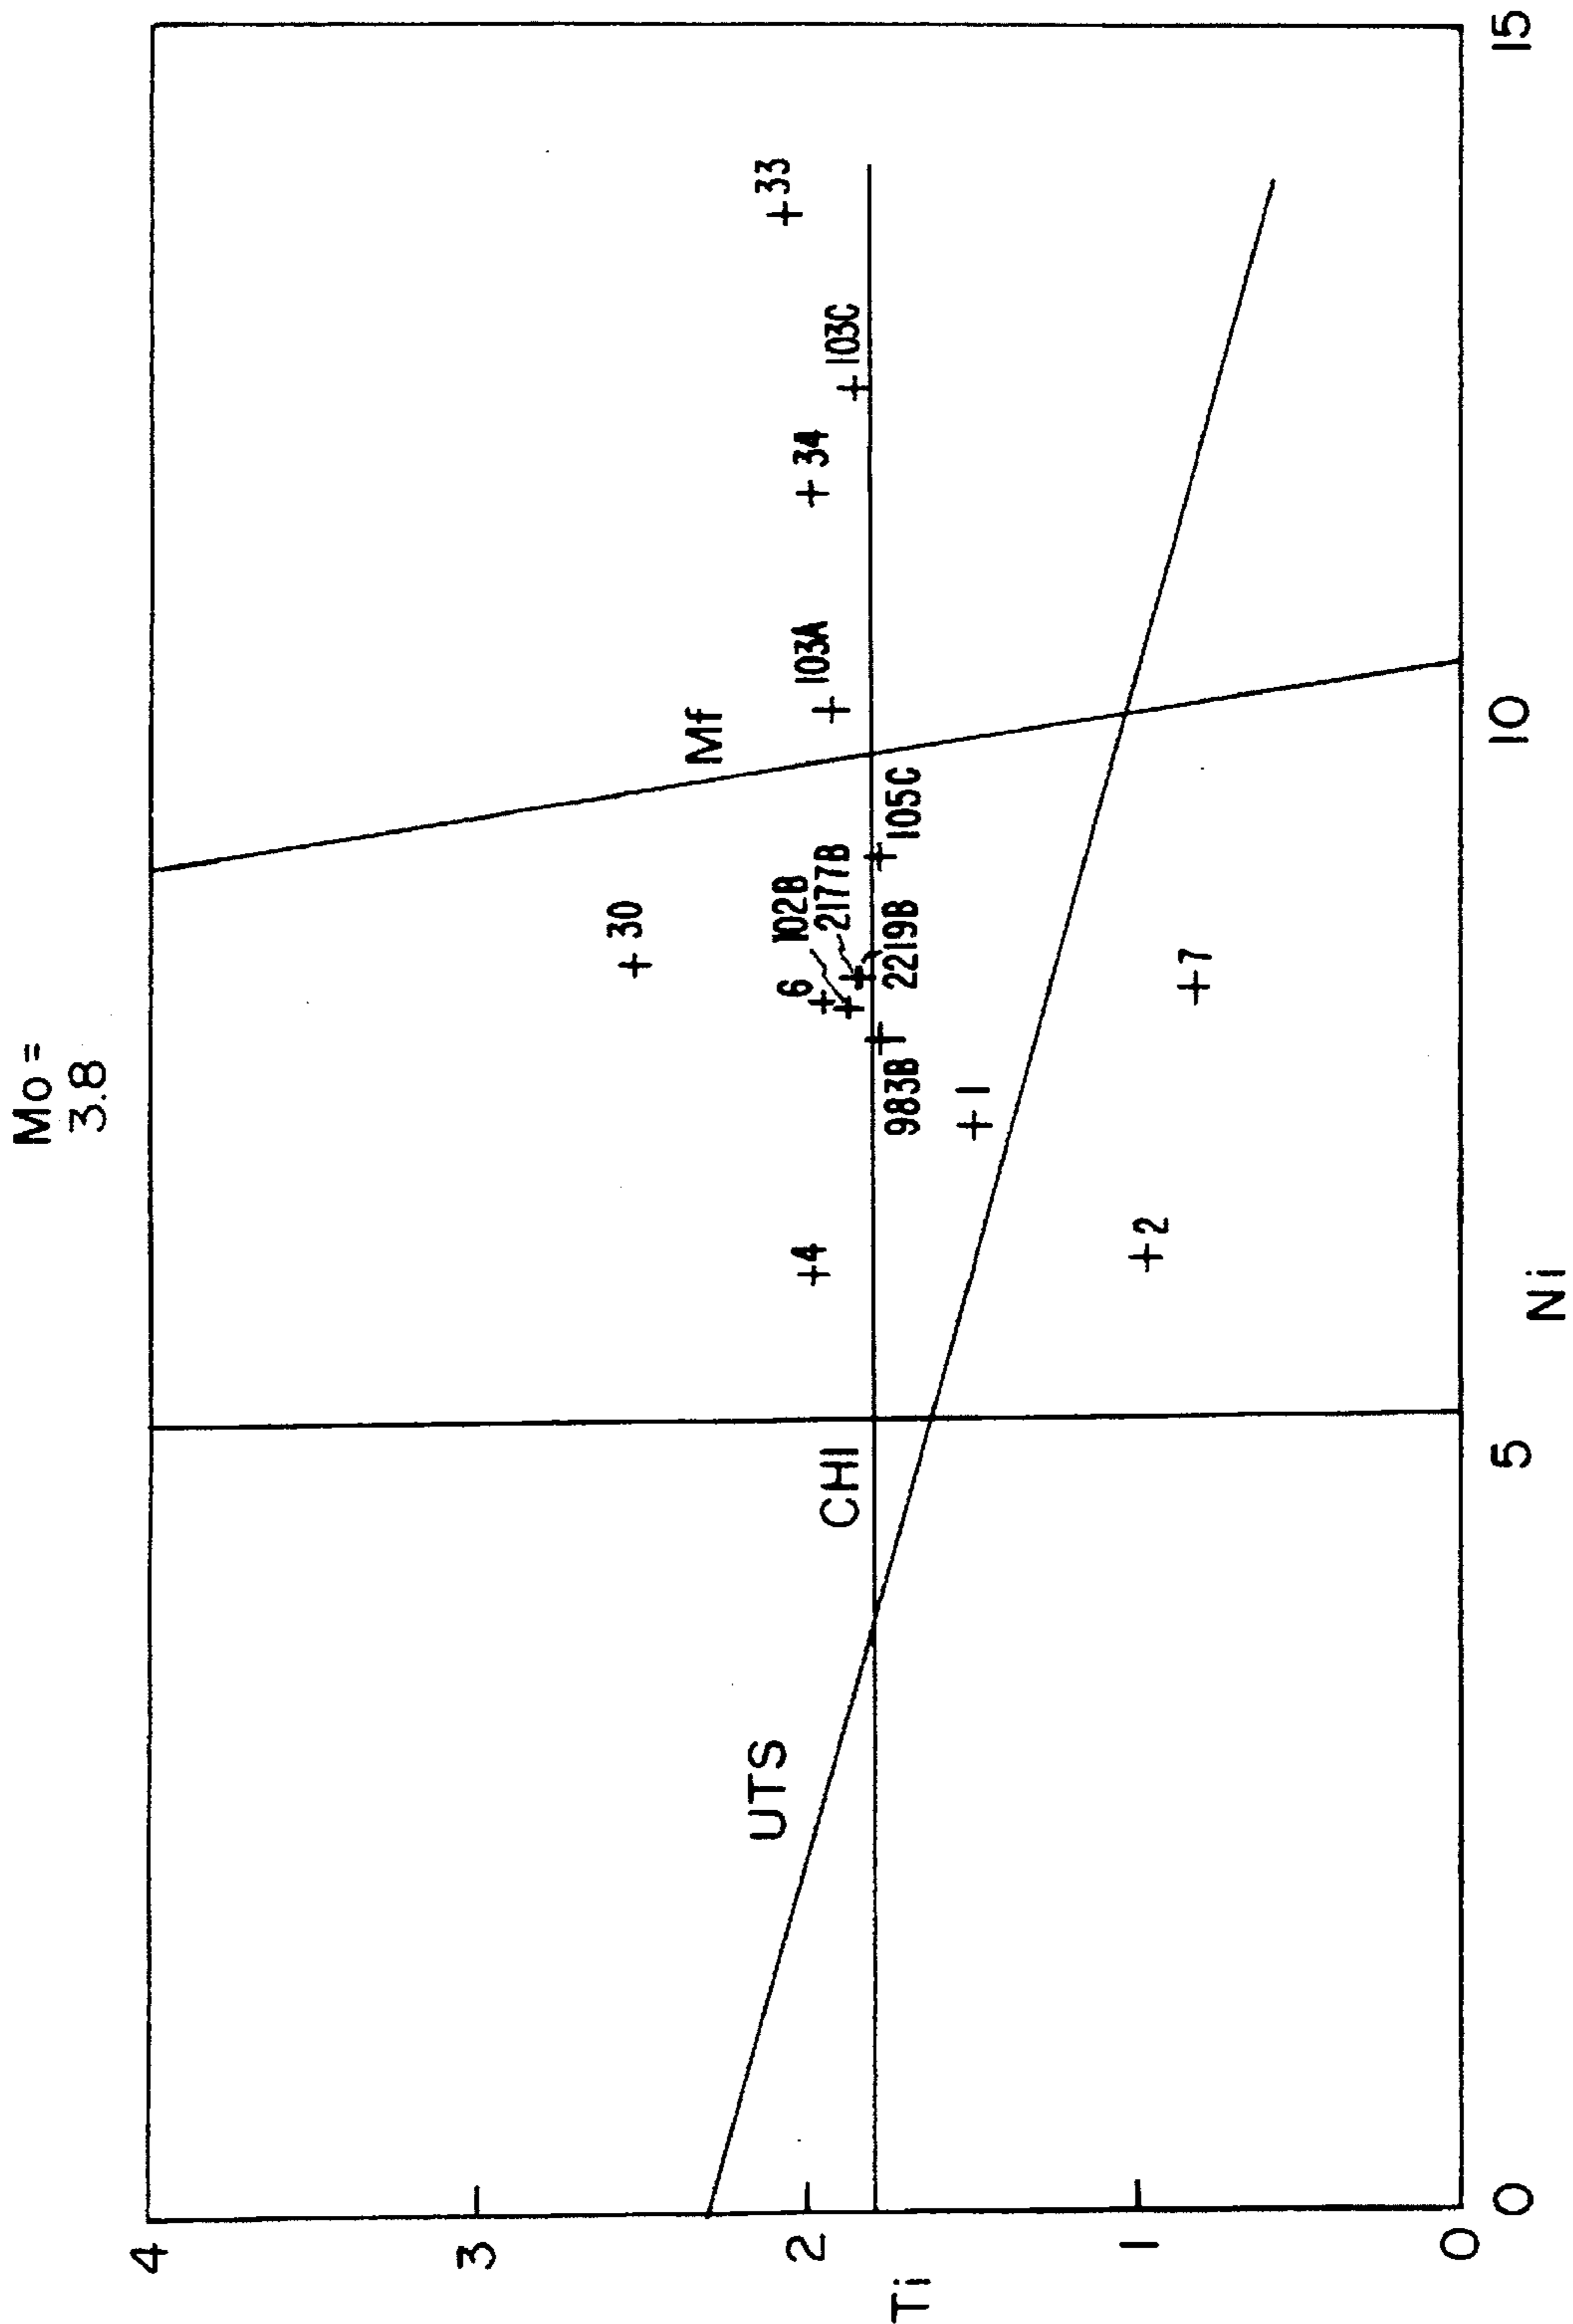 Mo =
3.8
4
3
2
1
0
Ti
0
5
10
15
Ni
UTS
CHI
Mf
+30
+33
+4
6
102B
2177B
103A
+34
103C
983B
2219B
105C
+1
+2
+7